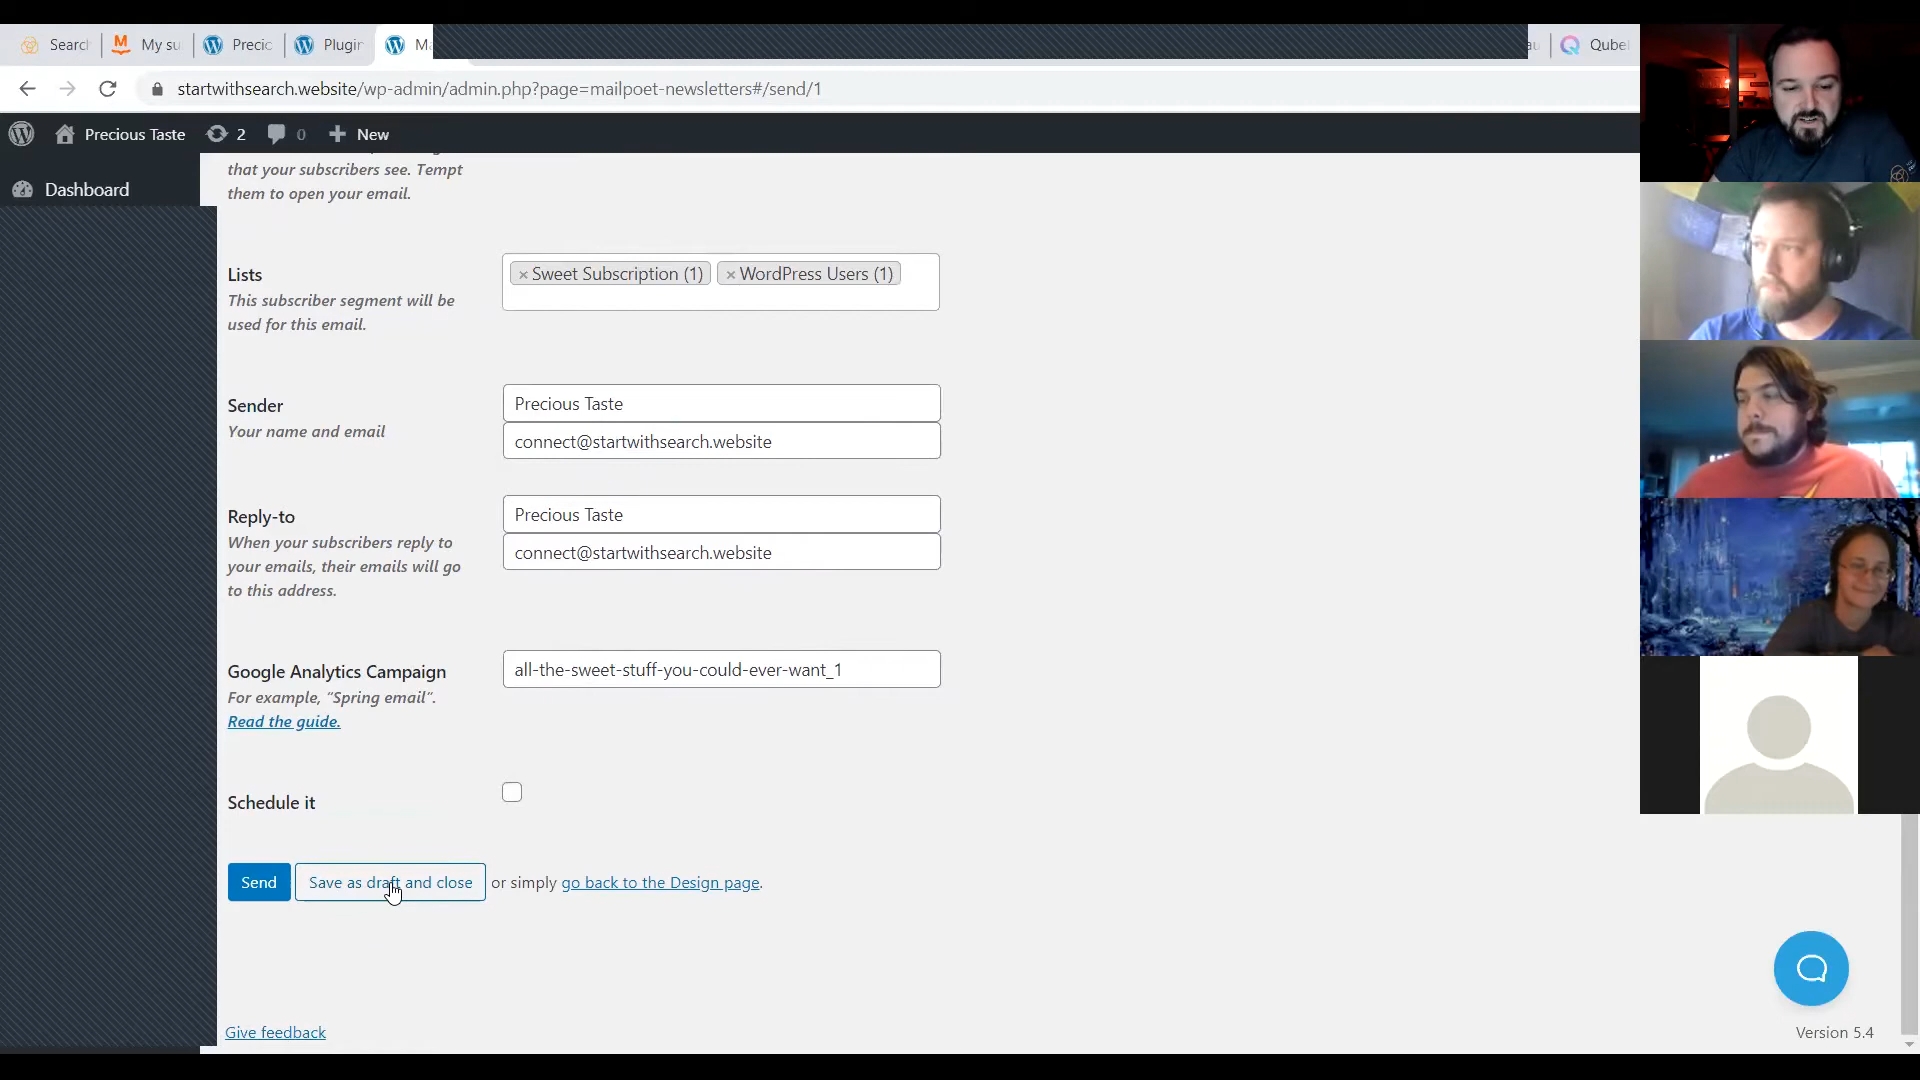 Search
My su
Precio
Plugin
Ma
Qube
startwithsearch.website/wp-admin/admin.php?page=mailpoet-newsletters#/send/1
Precious Taste
2
0
New
that your subscribers see. Tempt
them to open your email.
Dashboard
Lists
This subscriber segment will be
used for this email.
× Sweet Subscription (1)
× WordPress Users (1)
Sender
Your name and email
Precious Taste
connect@startwithsearch.website
Reply-to
When your subscribers reply to
your emails, their emails will go
to this address.
Precious Taste
connect@startwithsearch.website
Google Analytics Campaign
For example, "Spring email".
Read the guide.
all-the-sweet-stuff-you-could-ever-want_1
Schedule it
Send
Save as draft and close
or simply go back to the Design page.
Give feedback
Version 5.4